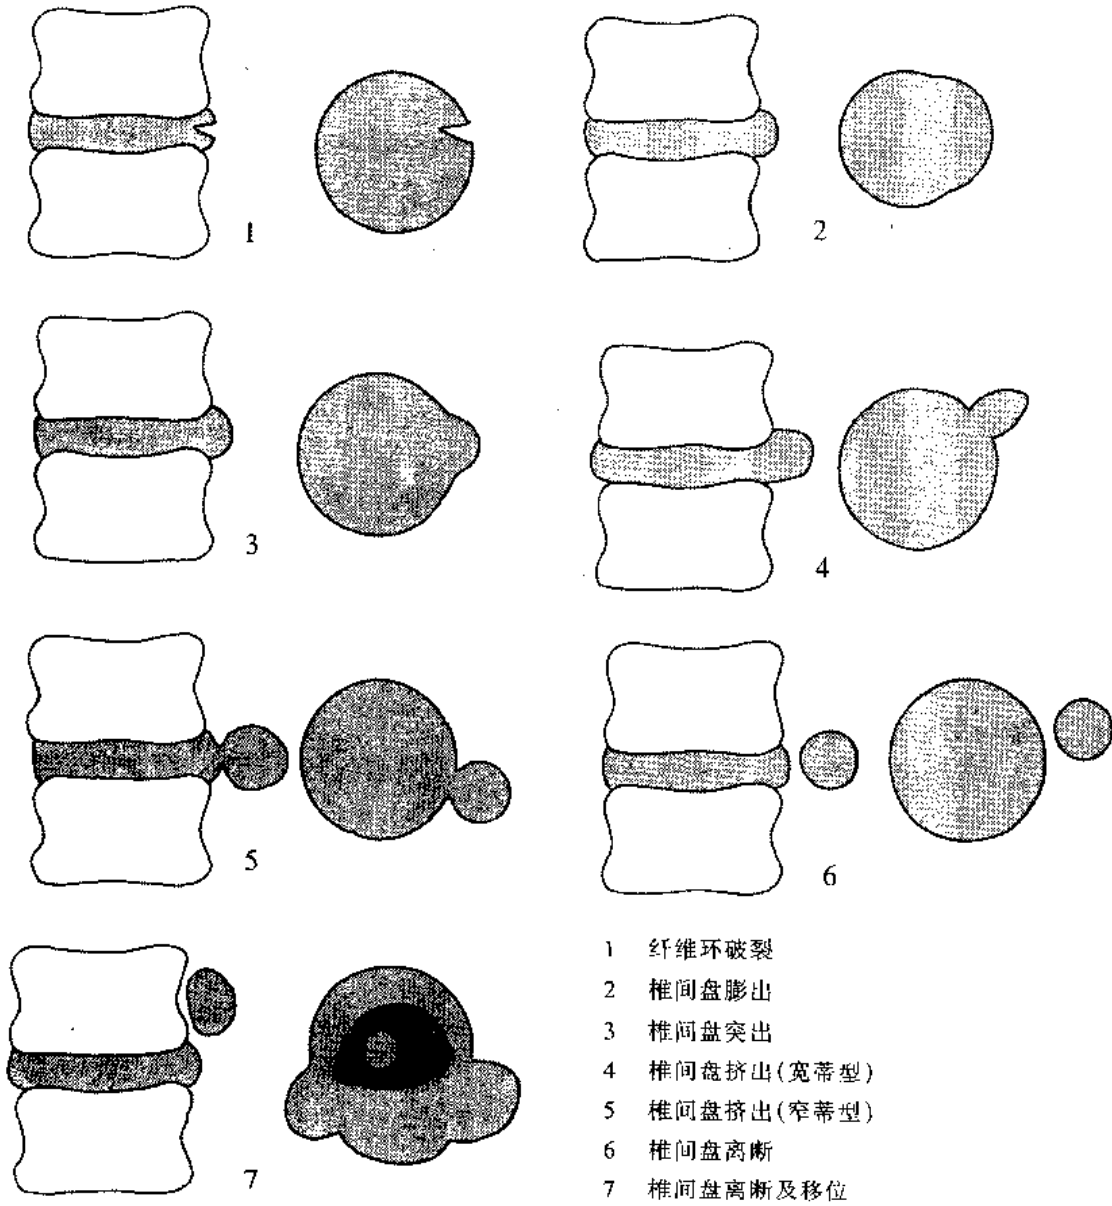 1
2
3
4
5
6
7
1 纤维环破裂
2 椎间盘膨出
3 椎间盘突出
4 椎间盘挤出(宽蒂型)
5 椎间盘挤出(窄蒂型)
6 椎间盘离断
7 椎间盘离断及移位